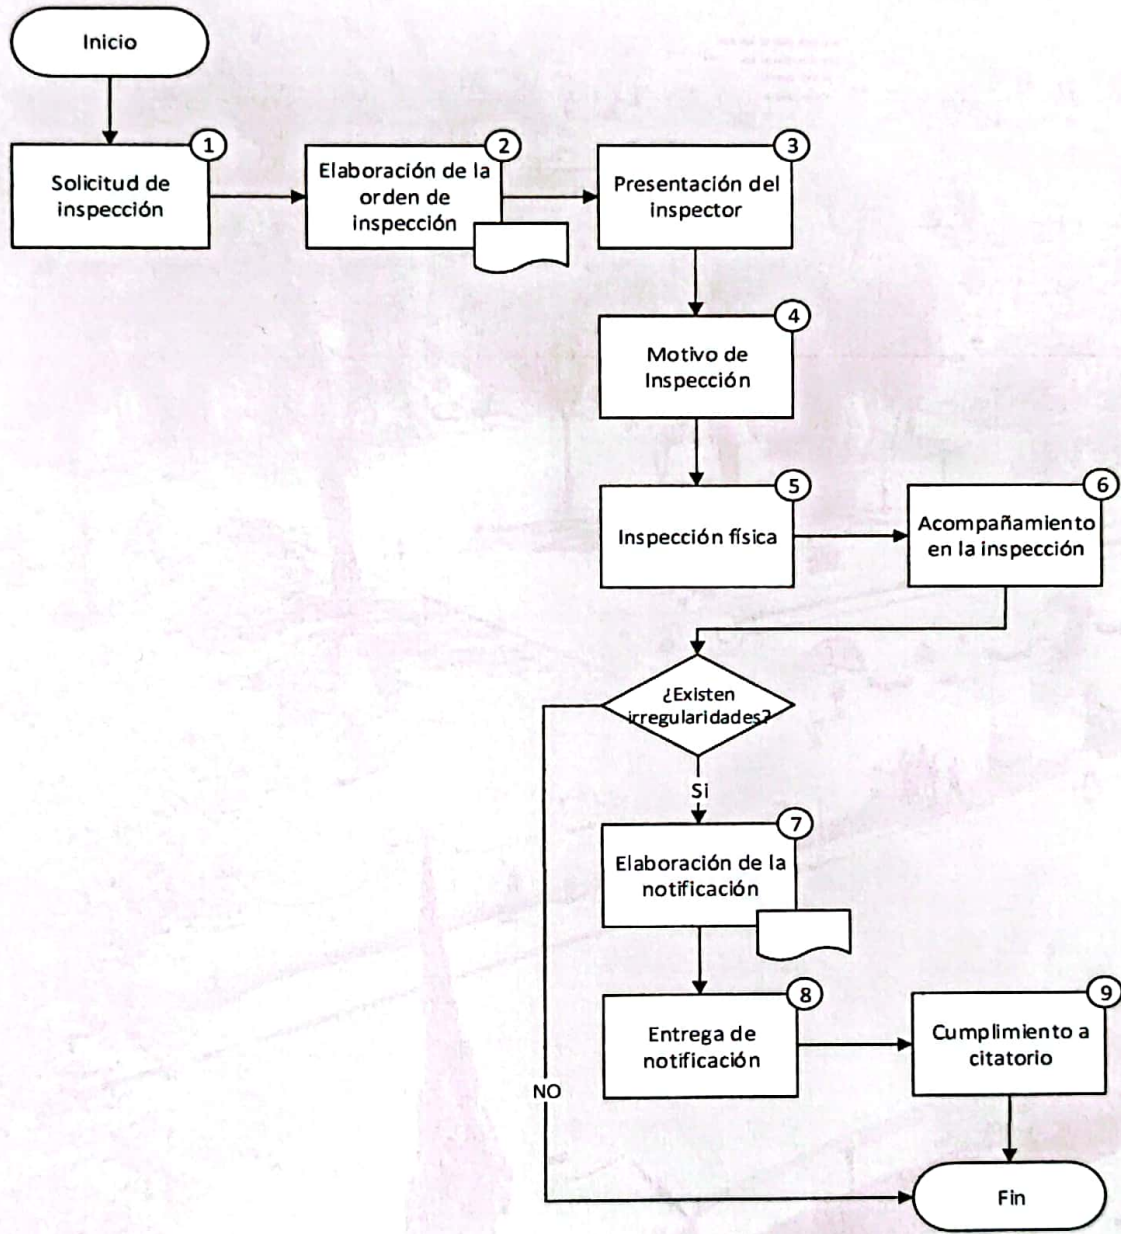 Inicio
1
Solicitud de
inspección
2
Elaboración de la
orden de
inspección
3
Presentación del
inspector
4
Motivo de
Inspección
5
Inspección física
6
Acompañamiento
en la inspección
¿Existen
irregularidades?
Si
7
Elaboración de la
notificación
8
Entrega de
notificación
9
Cumplimiento a
citatorio
NO
Fin